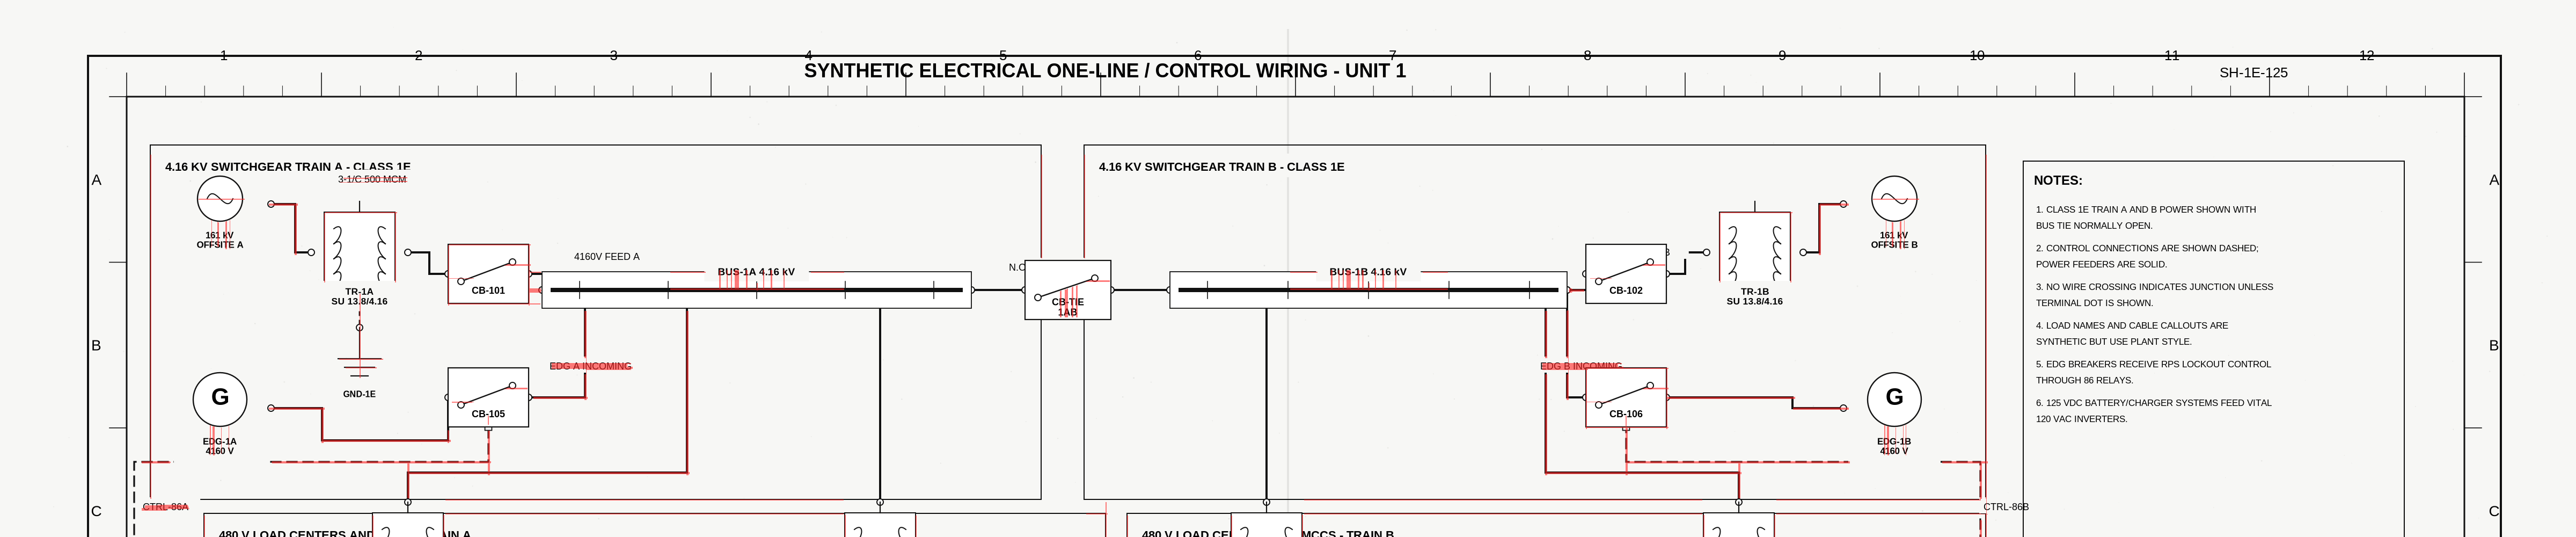 1 2 3 4 5 6 7 8 9 10 11 12
SYNTHETIC ELECTRICAL ONE-LINE / CONTROL WIRING - UNIT 1
SH-1E-125
A
A
B
B
C
C
4.16 KV SWITCHGEAR TRAIN A - CLASS 1E
3-1/C 500 MCM
161 kV
OFFSITE A
TR-1A
SU 13.8/4.16
GND-1E
CB-101
4160V FEED A
BUS-1A 4.16 kV
CB-105
EDG A INCOMING
G
EDG-1A
4160 V
CTRL-86A
N.O
CB-TIE
1AB
4.16 KV SWITCHGEAR TRAIN B - CLASS 1E
BUS-1B 4.16 kV
CB-102
TR-1B
SU 13.8/4.16
161 kV
OFFSITE B
EDG B INCOMING
CB-106
G
EDG-1B
4160 V
CTRL-86B
NOTES:
1. CLASS 1E TRAIN A AND B POWER SHOWN WITH
BUS TIE NORMALLY OPEN.
2. CONTROL CONNECTIONS ARE SHOWN DASHED;
POWER FEEDERS ARE SOLID.
3. NO WIRE CROSSING INDICATES JUNCTION UNLESS
TERMINAL DOT IS SHOWN.
4. LOAD NAMES AND CABLE CALLOUTS ARE
SYNTHETIC BUT USE PLANT STYLE.
5. EDG BREAKERS RECEIVE RPS LOCKOUT CONTROL
THROUGH 86 RELAYS.
6. 125 VDC BATTERY/CHARGER SYSTEMS FEED VITAL
120 VAC INVERTERS.
480 V LOAD CENTERS AND AIN A
480 V LOAD CE MCCS - TRAIN B